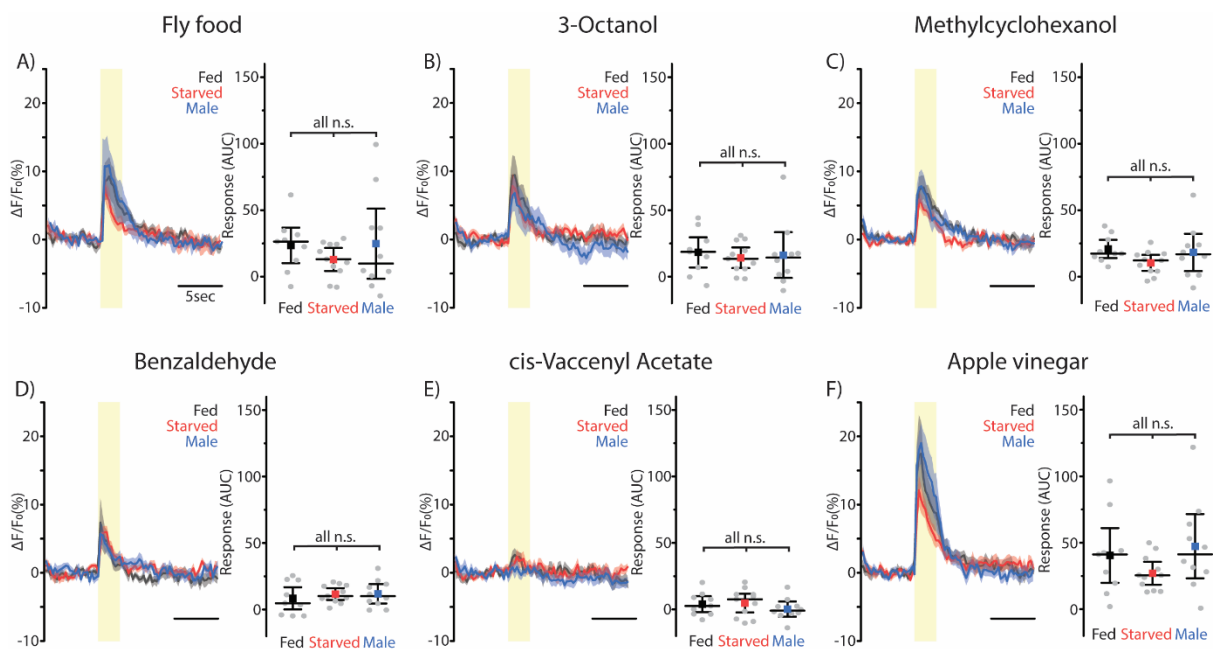 Fly food
3-Octanol
Methylcyclohexanol
A)
25
20
10
0
-10
ΔF/F₀(%)
Fed
Starved
Male
5sec
150
100
50
0
Response (AUC)
all n.s.
Fed Starved Male
B)
25
20
10
0
-10
ΔF/F₀(%)
Fed
Starved
Male
150
100
50
0
Response (AUC)
all n.s.
Fed Starved Male
C)
20
10
0
-10
ΔF/F₀(%)
Fed
Starved
Male
150
100
50
0
Response (AUC)
all n.s.
Fed Starved Male
Benzaldehyde
cis-Vaccenyl Acetate
Apple vinegar
D)
25
20
10
0
-10
ΔF/F₀(%)
Fed
Starved
Male
150
100
50
0
Response (AUC)
all n.s.
Fed Starved Male
E)
25
20
10
0
-10
ΔF/F₀(%)
Fed
Starved
Male
150
100
50
0
Response (AUC)
all n.s.
Fed Starved Male
F)
25
20
10
0
-10
ΔF/F₀(%)
Fed
Starved
Male
150
100
50
0
Response (AUC)
all n.s.
Fed Starved Male